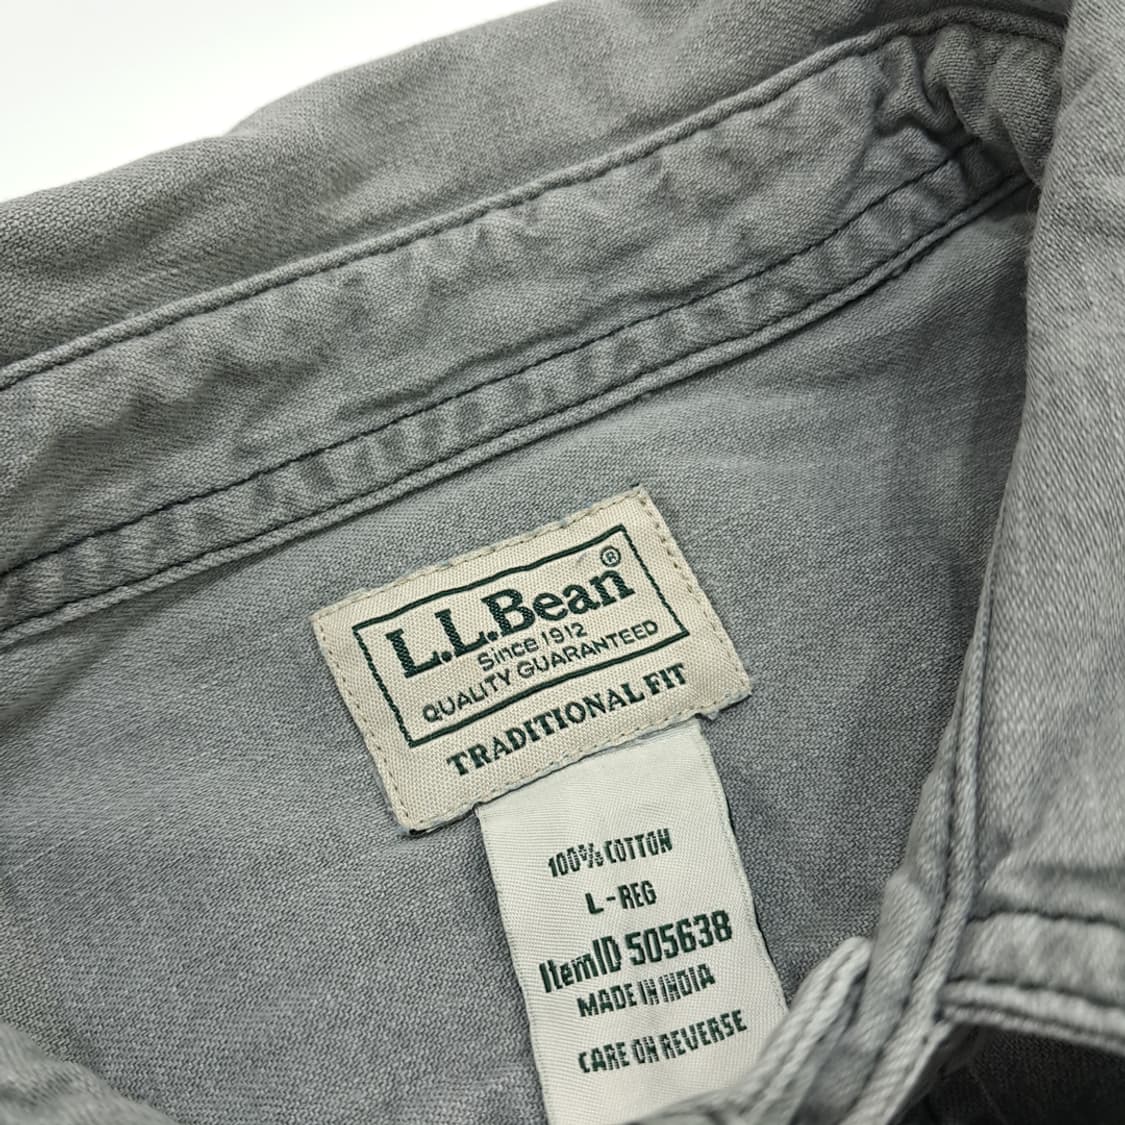 L.L.Bean®
Since 1912
QUALITY GUARANTEED
TRADITIONAL FIT
100% COTTON
L-REG
ItemID 505638
MADE IN INDIA
CARE ON REVERSE